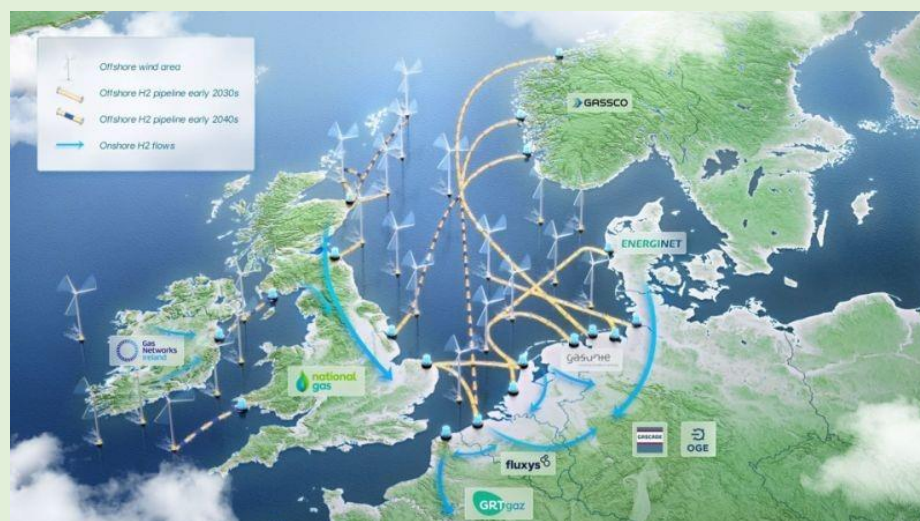 Offshore wind area
Offshore H2 pipeline early 2030s
Offshore H2 pipeline early 2040s
Onshore H2 flows
GASSCO
ENERGINET
Gas
Networks
Ireland
national
gas
gasunie
GASCADE
OGE
fluxys
GRTgaz